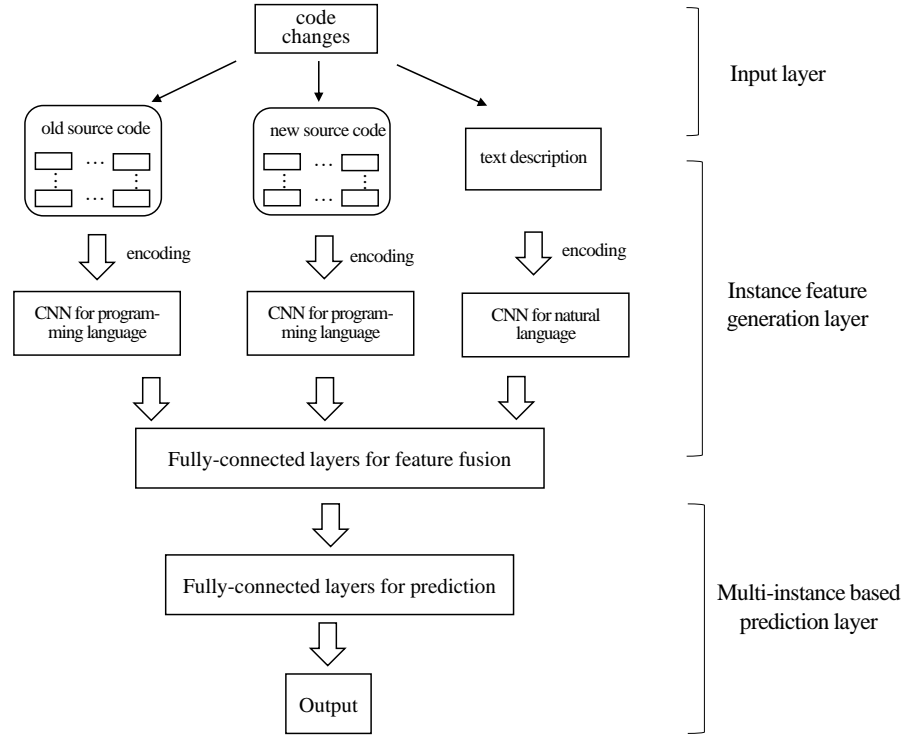 code
changes
Input layer
old source code
...
...
new source code
...
...
text description
encoding
encoding
encoding
CNN for program-
ming language
CNN for program-
ming language
CNN for natural
language
Instance feature
generation layer
Fully-connected layers for feature fusion
Fully-connected layers for prediction
Multi-instance based
prediction layer
Output